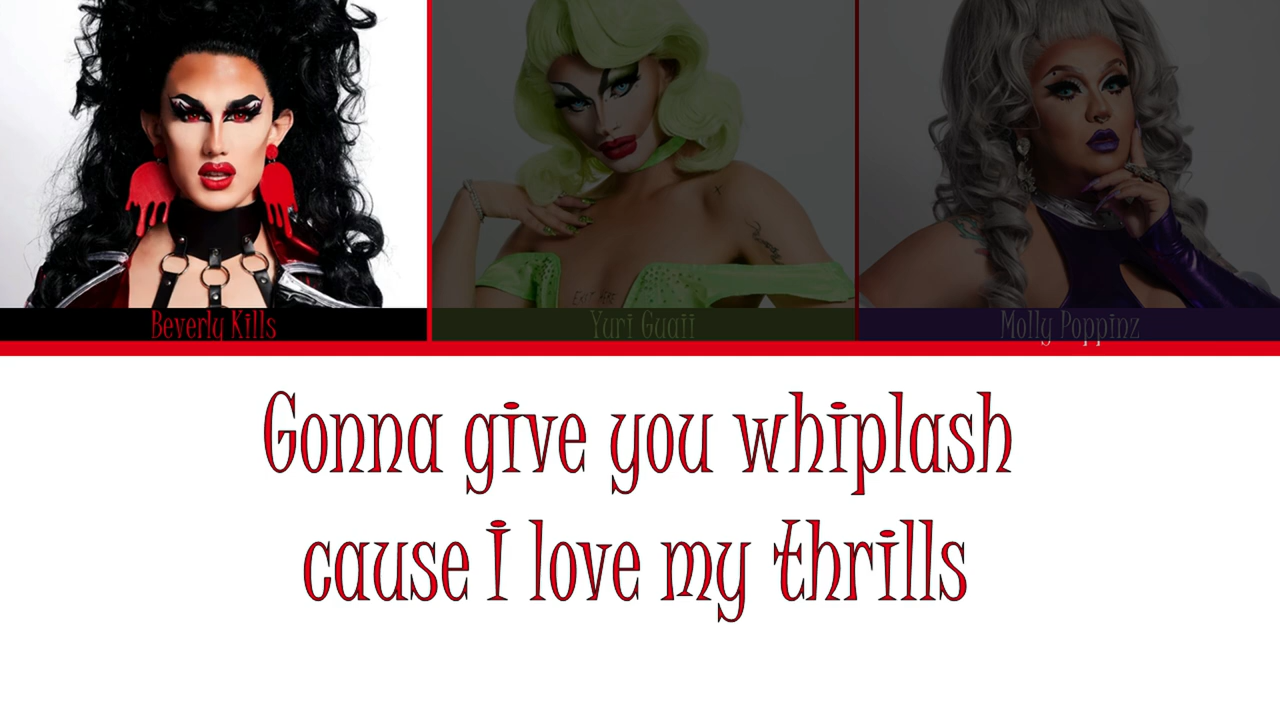 Beverly Kills
Yuri Guaii
Molly Poppinz
Gonna give you whiplash
cause I love my thrills